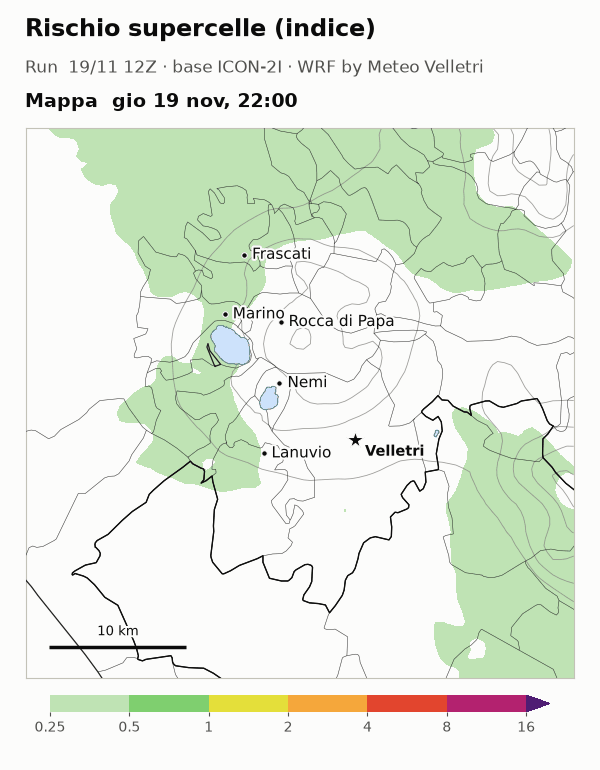 Rischio supercelle (indice)
Run  19/11 12Z · base ICON-2I · WRF by Meteo Velletri
Mappa  gio 19 nov, 22:00
Frascati
Marino
Rocca di Papa
Nemi
Velletri
Lanuvio
10 km
0.25 0.5 1 2 4 8 16